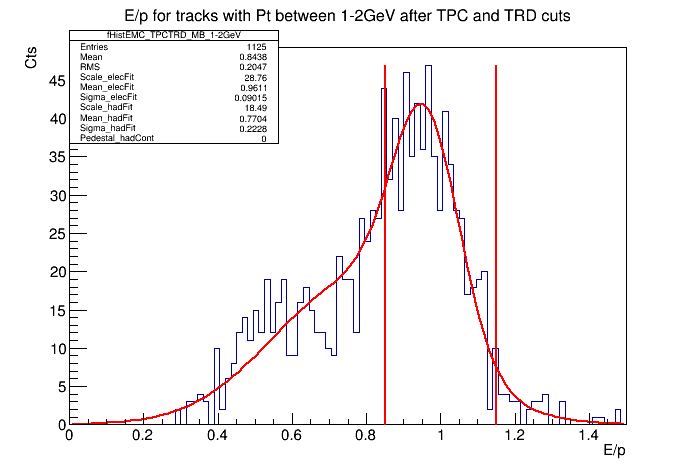 E/p for tracks with Pt between 1-2GeV after TPC and TRD cuts
fHistEMC_TPCTRD_MB_1-2GeV
Entries 1125
Mean 0.8438
RMS 0.2047
Scale_elecFit 28.76
Mean_elecFit 0.9611
Sigma_elecFit 0.09015
Scale_hadFit 18.49
Mean_hadFit 0.7704
Sigma_hadFit 0.2228
Pedestal_hadCont 0
Cts
45
40
35
30
25
20
15
10
5
0
0 0.2 0.4 0.6 0.8 1 1.2 1.4
E/p